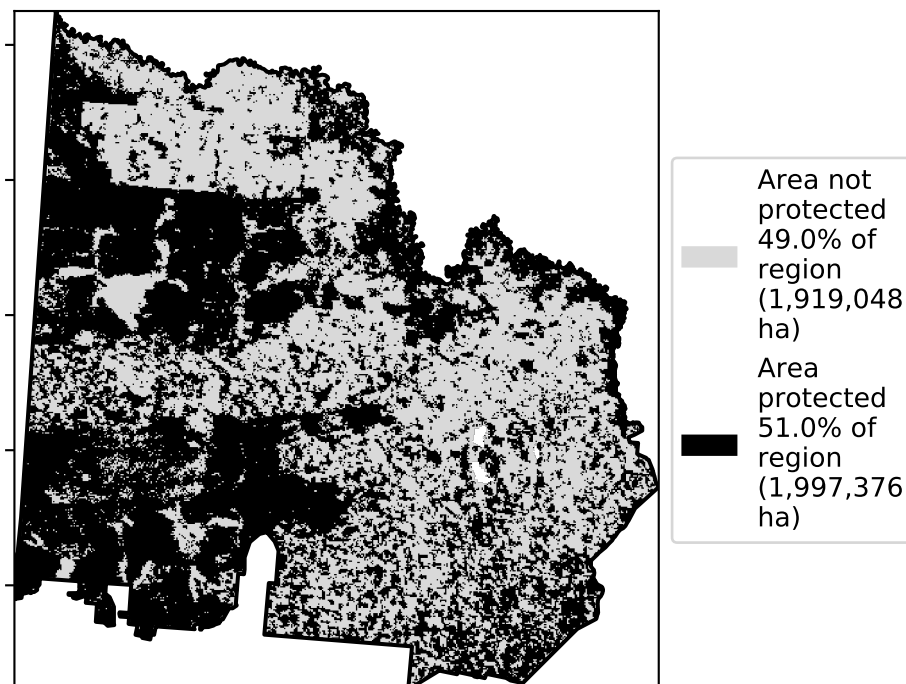 Area not
protected
49.0% of
region
(1,919,048
ha)
Area
protected
51.0% of
region
(1,997,376
ha)